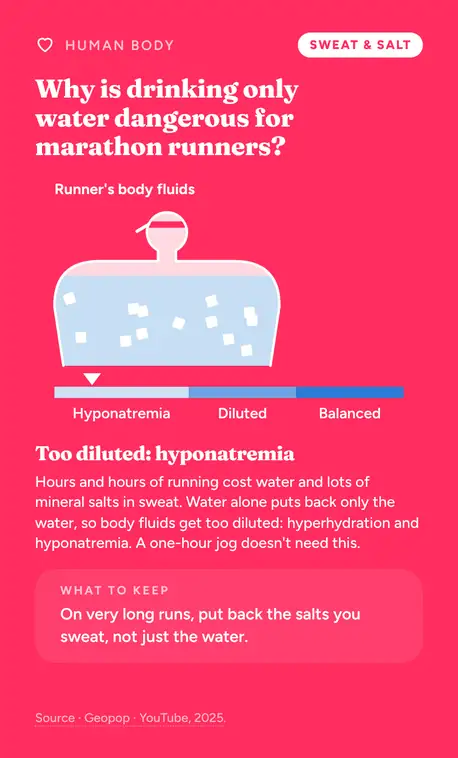 HUMAN BODY
SWEAT & SALT
Why is drinking only
water dangerous for
marathon runners?
Runner's body fluids
Hyponatremia
Diluted
Balanced
Too diluted: hyponatremia
Hours and hours of running cost water and lots of
mineral salts in sweat. Water alone puts back only the
water, so body fluids get too diluted: hyperhydration and
hyponatremia. A one-hour jog doesn't need this.
WHAT TO KEEP
On very long runs, put back the salts you
sweat, not just the water.
Source · Geopop · YouTube, 2025.